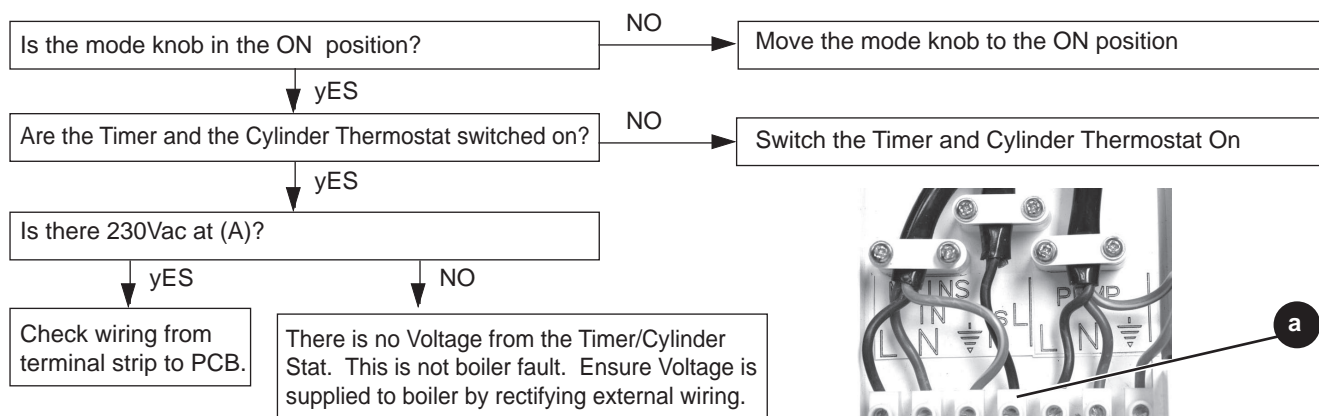 Is the mode knob in the ON position?
NO
Move the mode knob to the ON position
yES
Are the Timer and the Cylinder Thermostat switched on?
NO
Switch the Timer and Cylinder Thermostat On
yES
Is there 230Vac at (A)?
yES
NO
Check wiring from
terminal strip to PCB.
There is no Voltage from the Timer/Cylinder
Stat. This is not boiler fault. Ensure Voltage is
supplied to boiler by rectifying external wiring.
IN
sL
L N
L N
a